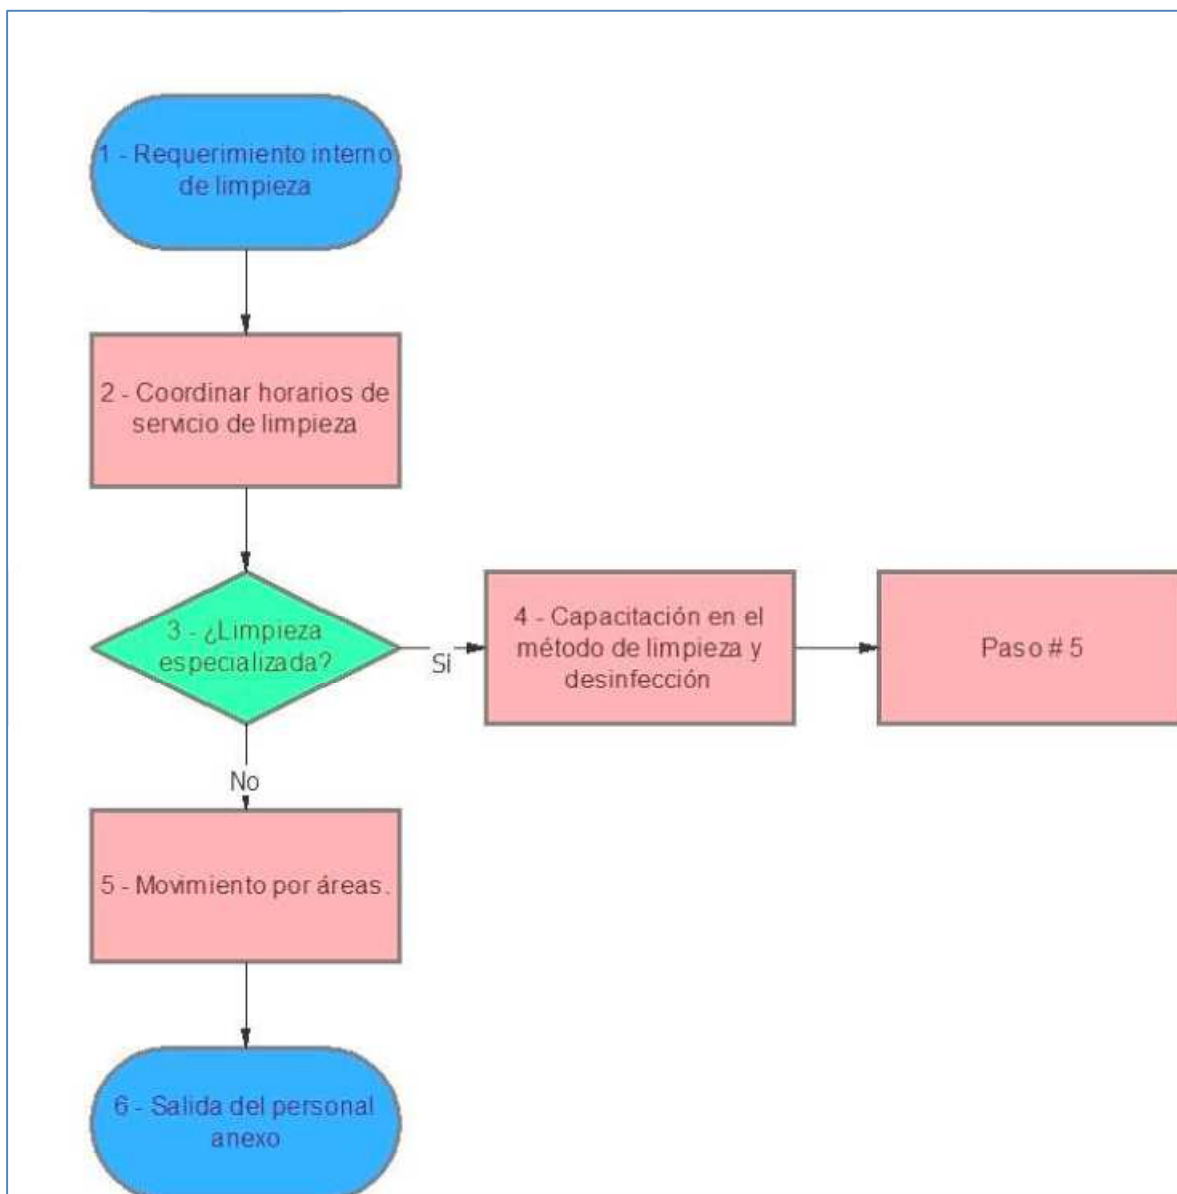 1 - Requerimiento interno
de limpieza
2 - Coordinar horarios de
servicio de limpieza
3 - ¿Limpieza
especializada?
Sí
4 - Capacitación en el
método de limpieza y
desinfección
Paso # 5
No
5 - Movimiento por áreas.
6 - Salida del personal
anexo